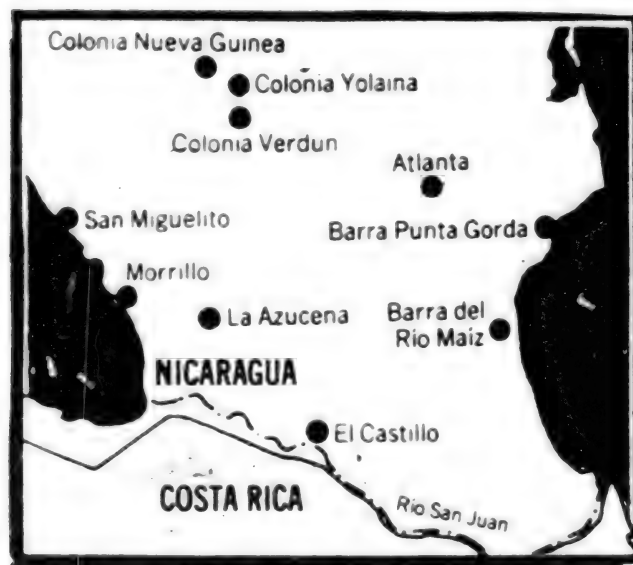 Colonia Nueva Guinea
Colonia Yolaina
Colonia Verdun
Atlanta
San Miguelito
Barra Punta Gorda
Morrillo
La Azucena
Barra del
Rio Maiz
NICARAGUA
El Castillo
COSTA RICA
Rio San Juan